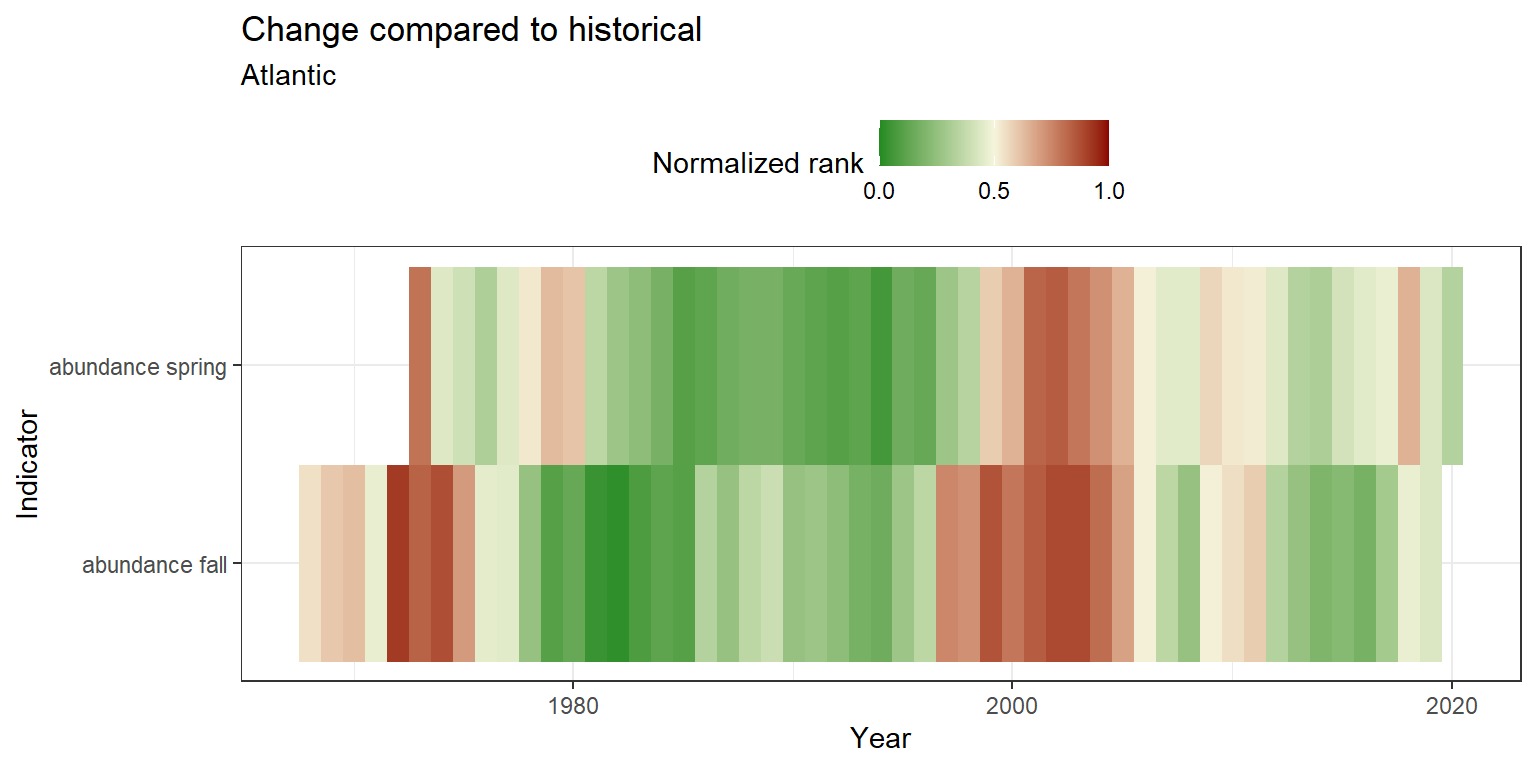 Change compared to historical
Atlantic
Normalized rank
0.0 0.5 1.0
abundance spring
abundance fall
Indicator
1980 2000 2020
Year